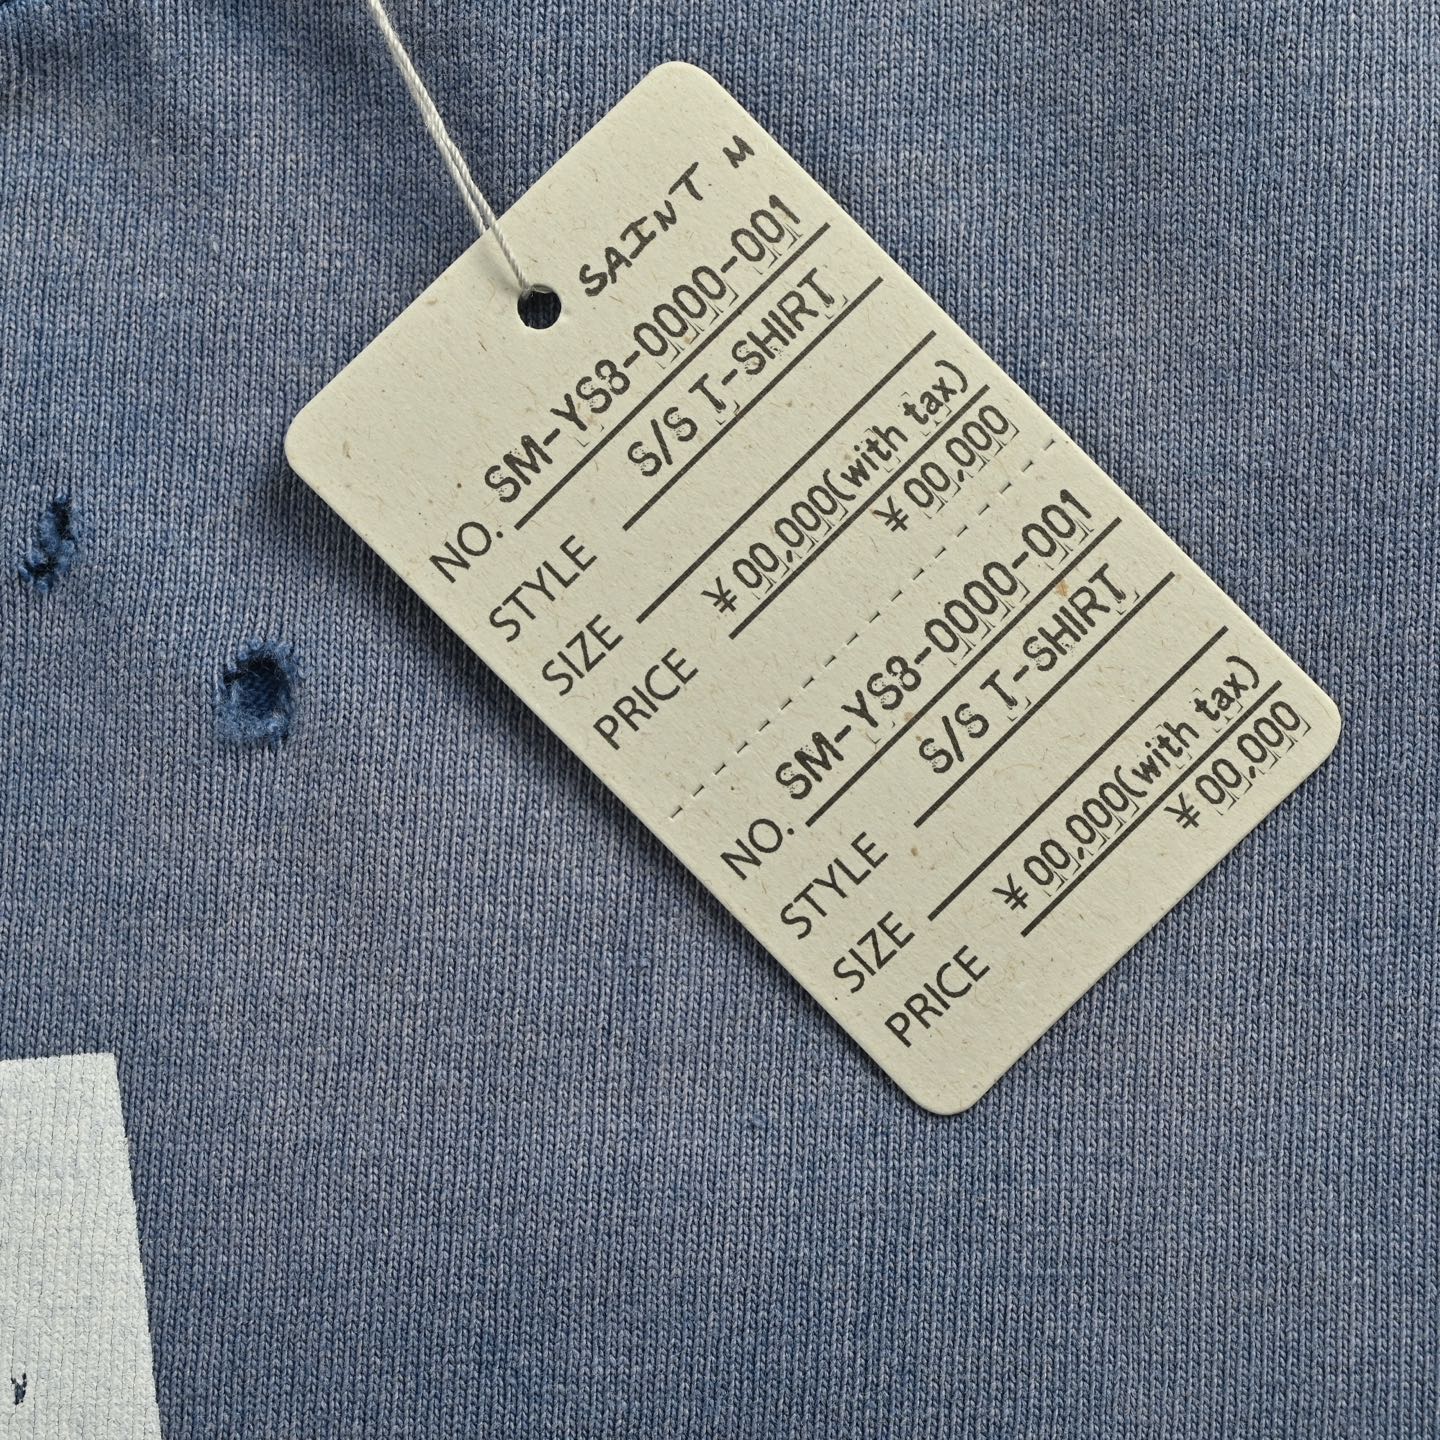 SAINT M
NO. SM-YS8-0000-001
STYLE S/S T-SHIRT
SIZE
PRICE ¥00,000(with tax)
¥00,000
NO. SM-YS8-0000-001
STYLE S/S T-SHIRT
SIZE
PRICE ¥00,000(with tax)
¥00,000